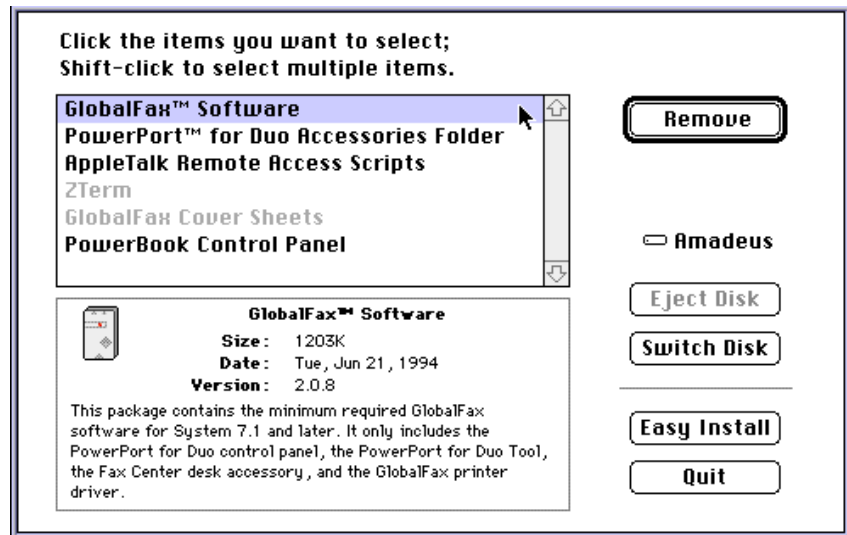 Click the items you want to select;
Shift-click to select multiple items.
GlobalFax™ Software
PowerPort™ for Duo Accessories Folder
AppleTalk Remote Access Scripts
ZTerm
GlobalFax Cover Sheets
PowerBook Control Panel
Remove
Amadeus
Eject Disk
Switch Disk
Easy Install
Quit
GlobalFax™ Software
Size: 1203K
Date: Tue, Jun 21, 1994
Version: 2.0.8
This package contains the minimum required GlobalFax
software for System 7.1 and later. It only includes the
PowerPort for Duo control panel, the PowerPort for Duo Tool,
the Fax Center desk accessory, and the GlobalFax printer
driver.